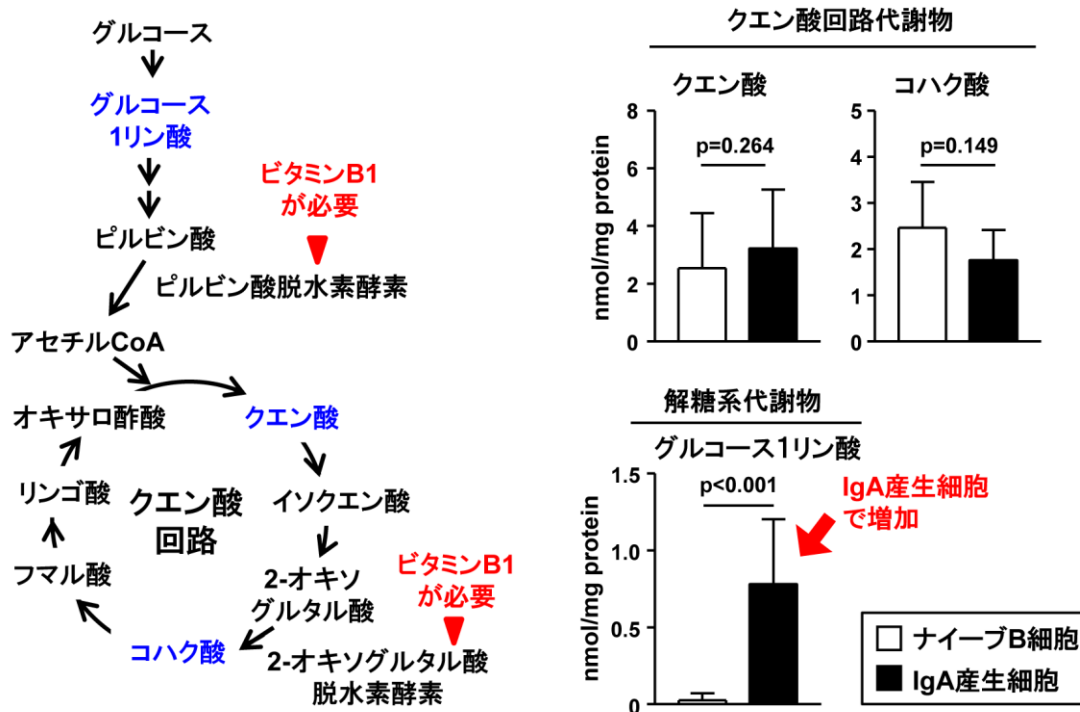 グルコース
グルコース
1リン酸
ビタミンB1
が必要
ピルビン酸
ピルビン酸脱水素酵素
アセチルCoA
オキサロ酢酸
クエン酸
リンゴ酸
クエン酸
回路
イソクエン酸
フマル酸
2-オキソ
グルタル酸
ビタミンB1
が必要
コハク酸
2-オキソグルタル酸
脱水素酵素
クエン酸回路代謝物
クエン酸
nmol/mg protein
8
6
4
2
0
p=0.264
コハク酸
5
4
3
2
1
0
p=0.149
解糖系代謝物
グルコース1リン酸
nmol/mg protein
1.5
1.0
0.5
0
p<0.001
IgA産生細胞
で増加
ナイーブB細胞
IgA産生細胞